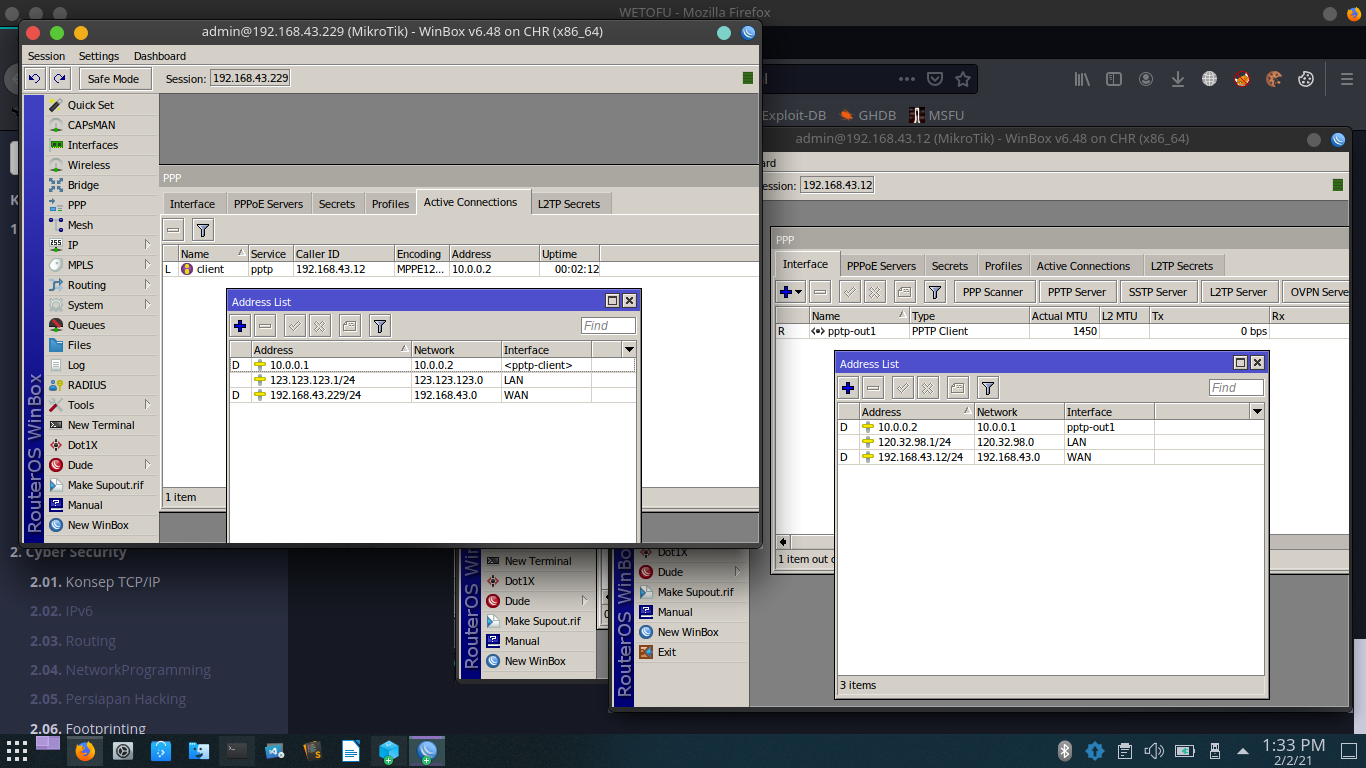 WETOFU - Mozilla Firefox
admin@192.168.43.229 (MikroTik) - WinBox v6.48 on CHR (x86_64)
Session Settings Dashboard
Safe Mode Session: 192.168.43.229
Quick Set
CAPsMAN
Interfaces
Wireless
Bridge
PPP
Mesh
IP
MPLS
Routing
System
Queues
Files
Log
RADIUS
Tools
New Terminal
Dot1X
Dude
Make Supout.rif
Manual
New WinBox
RouterOS WinBox
PPP
Interface PPPoE Servers Secrets Profiles Active Connections L2TP Secrets
Name Service Caller ID Encoding Address Uptime
L client pptp 192.168.43.12 MPPE12... 10.0.0.2 00:02:12
1 item
Address List
Find
Address Network Interface
D 10.0.0.1 10.0.0.2 <pptp-client>
123.123.123.1/24 123.123.123.0 LAN
D 192.168.43.229/24 192.168.43.0 WAN
Exploit-DB GHDB MSFU
admin@192.168.43.12 (MikroTik) - WinBox v6.48 on CHR (x86_64)
ard
ession: 192.168.43.12
PPP
Interface PPPoE Servers Secrets Profiles Active Connections L2TP Secrets
PPP Scanner PPTP Server SSTP Server L2TP Server OVPN Serve
Name Type Actual MTU L2 MTU Tx Rx
R pptp-out1 PPTP Client 1450 0 bps
1 item out o
Address List
Find
Address Network Interface
D 10.0.0.2 10.0.0.1 pptp-out1
120.32.98.1/24 120.32.98.0 LAN
D 192.168.43.12/24 192.168.43.0 WAN
3 items
K
1
2. Cyber Security
2.01. Konsep TCP/IP
2.02. IPv6
2.03. Routing
2.04. NetworkProgramming
2.05. Persiapan Hacking
2.06. Footprinting
New Terminal
Dot1X
Dude
Make Supout.rif
Manual
New WinBox
RouterOS Win
Dot1X
Dude
Make Supout.rif
Manual
New WinBox
Exit
RouterOS WinBox
1:33 PM
2/2/21